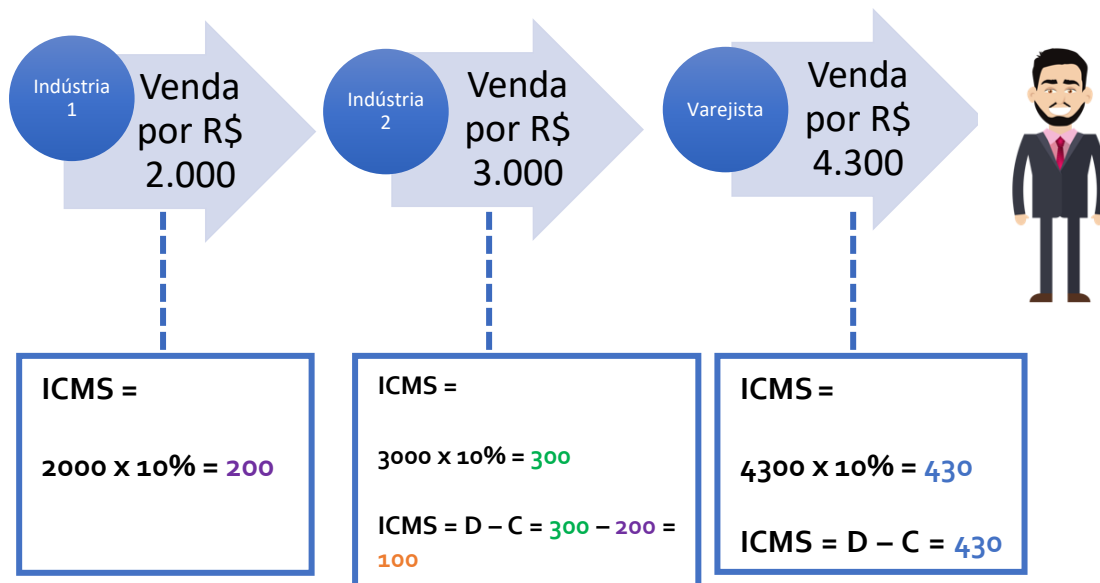 Indústria
1
Venda
por R$
2.000
Indústria
2
Venda
por R$
3.000
Varejista
Venda
por R$
4.300
ICMS =
2000 x 10% = 200
ICMS =
3000 x 10% = 300
ICMS = D – C = 300 – 200 =
100
ICMS =
4300 x 10% = 430
ICMS = D – C = 430